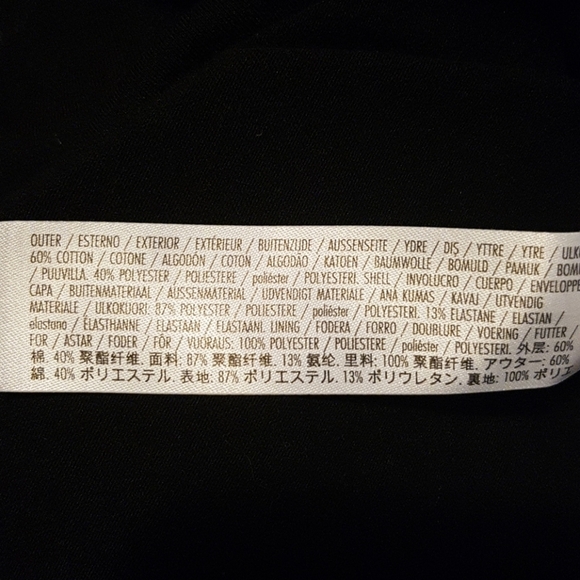 OUTER / ESTERNO / EXTERIOR / EXTÉRIEUR / BUITENZIJDE / AUSSENSEITE / YDRE / DIŞ / YTTRE / YTRE / ULKO
60% COTTON / COTONE / ALGODÓN / COTON / ALGODÃO / KATOEN / BAUMWOLLE / BOMULD / PAMUK / BOMU
/ PUUVILLA. 40% POLYESTER / POLIESTERE / poliéster / POLYESTERI. SHELL / INVOLUCRO / CUERPO / ENVELOPPE
CAPA / BUITENMATERIAAL / AUSSENMATERIAL / UDVENDIGT MATERIALE / ANA KUMAS / KAVAJ / UTVENDIG
MATERIALE / ULKOKUORI: 87% POLYESTER / POLIESTERE / poliéster / POLYESTERI. 13% ELASTANE / ELASTAN /
elastano / ÉLASTHANNE / ELASTAAN / ELASTAANI. LINING / FODERA / FORRO / DOUBLURE / VOERING / FUTTER /
FOR / ASTAR / FODER / FÔR / VUORAUS: 100% POLYESTER / POLIESTERE / poliéster / POLYESTERI. 外层: 60%
棉. 40% 聚酯纤维. 面料: 87% 聚酯纤维. 13% 氨纶. 里料: 100% 聚酯纤维. アウター: 60%
綿. 40% ポリエステル. 表地: 87% ポリエステル. 13% ポリウレタン. 裏地: 100% ポリエ